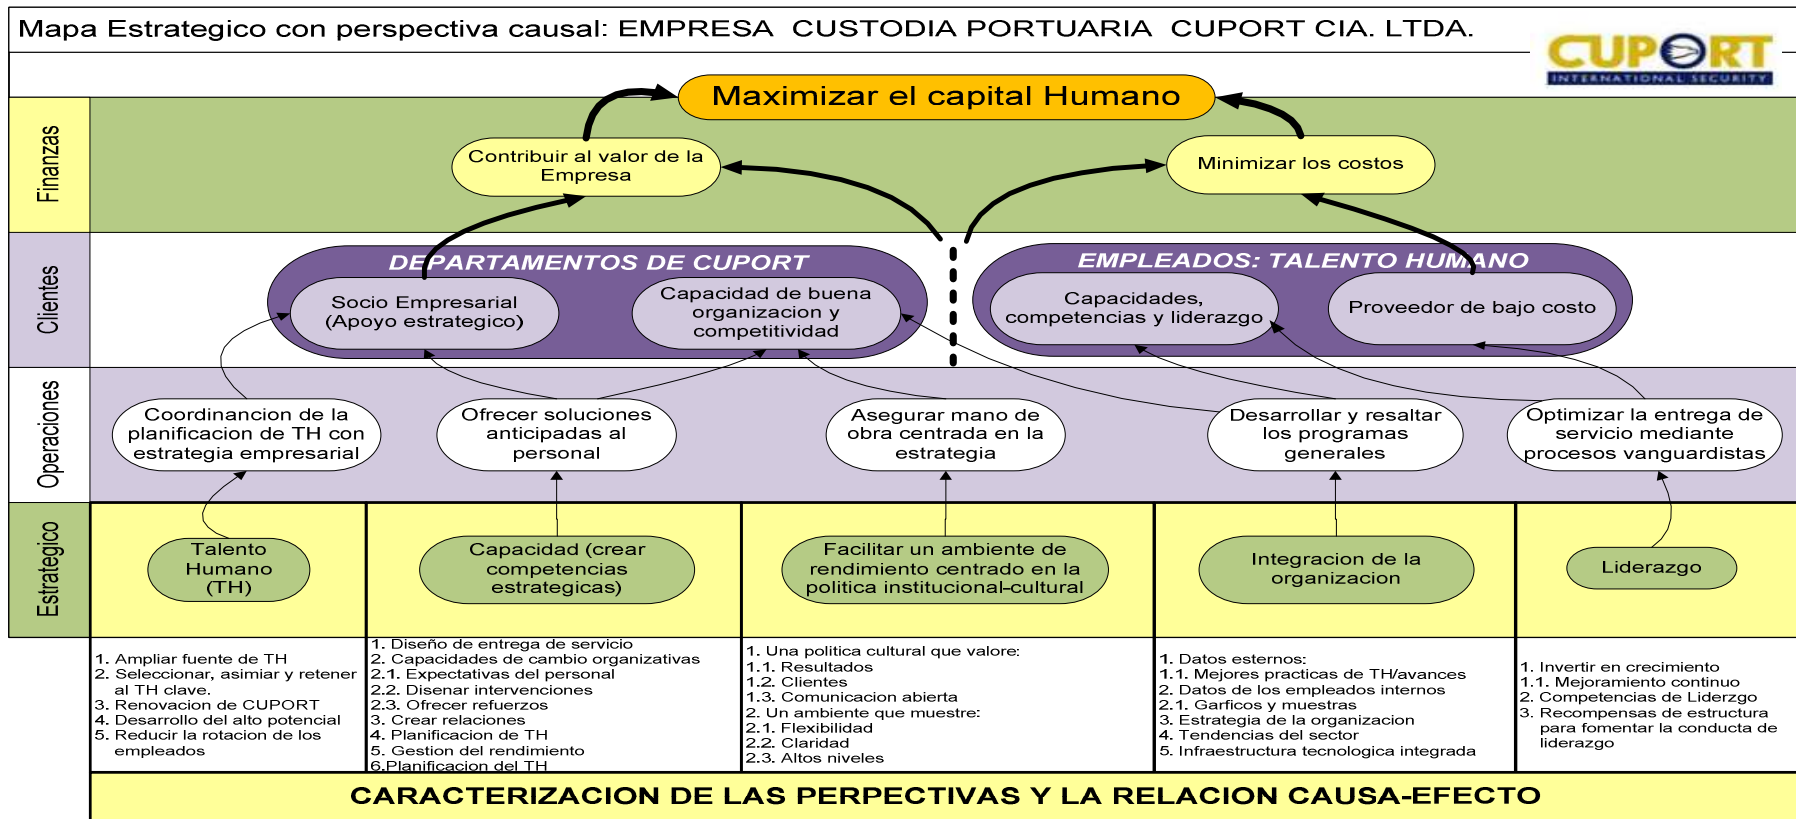 Mapa Estrategico con perspectiva causal: EMPRESA CUSTODIA PORTUARIA CUPORT CIA. LTDA.
CUPORT
INTERNATIONAL SECURITY
Maximizar el capital Humano
Finanzas
Contribuir al valor de la
Empresa
Minimizar los costos
Clientes
DEPARTAMENTOS DE CUPORT
Socio Empresarial
(Apoyo estrategico)
Capacidad de buena
organizacion y
competitividad
EMPLEADOS: TALENTO HUMANO
Capacidades,
competencias y liderazgo
Proveedor de bajo costo
Operaciones
Coordinancion de la
planificacion de TH con
estrategia empresarial
Ofrecer soluciones
anticipadas al
personal
Asegurar mano de
obra centrada en la
estrategia
Desarrollar y resaltar
los programas
generales
Optimizar la entrega de
servicio mediante
procesos vanguardistas
Estrategico
Talento
Humano
(TH)
Capacidad (crear
competencias
estrategicas)
Facilitar un ambiente de
rendimiento centrado en la
politica institucional-cultural
Integracion de la
organizacion
Liderazgo
1. Ampliar fuente de TH
2. Seleccionar, asimiar y retener
al TH clave.
3. Renovacion de CUPORT
4. Desarrollo del alto potencial
5. Reducir la rotacion de los
empleados
1. Diseño de entrega de servicio
2. Capacidades de cambio organizativas
2.1. Expectativas del personal
2.2. Disenar intervenciones
2.3. Ofrecer refuerzos
3. Crear relaciones
4. Planificacion de TH
5. Gestion del rendimiento
6.Planificacion del TH
1. Una politica cultural que valore:
1.1. Resultados
1.2. Clientes
1.3. Comunicacion abierta
2. Un ambiente que muestre:
2.1. Flexibilidad
2.2. Claridad
2.3. Altos niveles
1. Datos esternos:
1.1. Mejores practicas de TH/avances
2. Datos de los empleados internos
2.1. Garficos y muestras
3. Estrategia de la organizacion
4. Tendencias del sector
5. Infraestructura tecnologica integrada
1. Invertir en crecimiento
1.1. Mejoramiento continuo
2. Competencias de Liderzgo
3. Recompensas de estructura
para fomentar la conducta de
liderazgo
CARACTERIZACION DE LAS PERPECTIVAS Y LA RELACION CAUSA-EFECTO